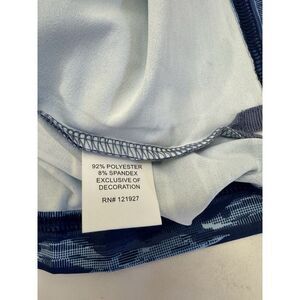 92% POLYESTER
8% SPANDEX
EXCLUSIVE OF
DECORATION
RN# 121927